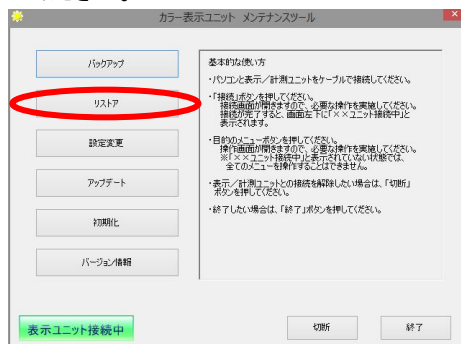 カラー表示ユニット メンテナンスツール
バックアップ
リストア
設定変更
アップデート
初期化
バージョン情報
基本的な使い方
・パソコンと表示／計測ユニットをケーブルで接続してください。
・「接続」ボタンを押してください。
接続画面が開きますので、必要な操作を実施してください。
接続が完了すると、画面左下に「××ユニット接続中」と
表示されます。
・目的のメニューボタンを押してください。
操作画面が開きますので、必要な操作を実施してください。
※「××ユニット接続中」と表示されていない状態では、
全てのメニューを操作することはできません。
・表示／計測ユニットとの接続を解除したい場合は、「切断」
ボタンを押してください。
・終了したい場合は、「終了」ボタンを押してください。
表示ユニット接続中
切断
終了